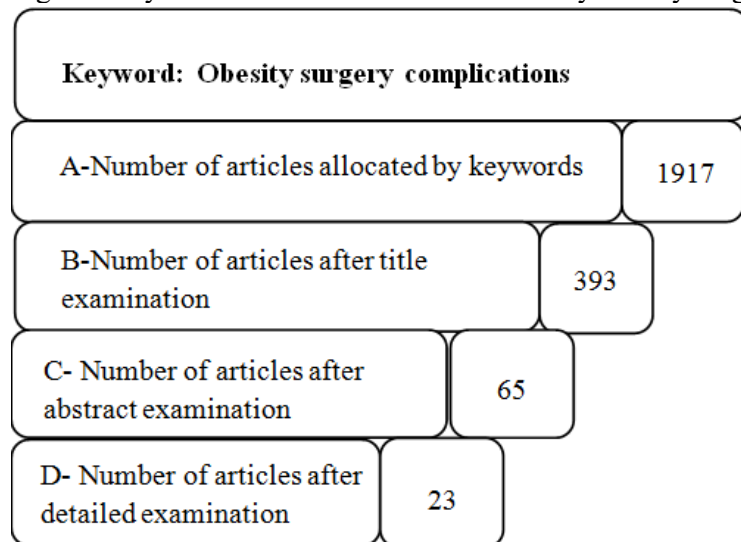 Keyword: Obesity surgery complications
A-Number of articles allocated by keywords
1917
B-Number of articles after title
examination
393
C- Number of articles after
abstract examination
65
D- Number of articles after
detailed examination
23